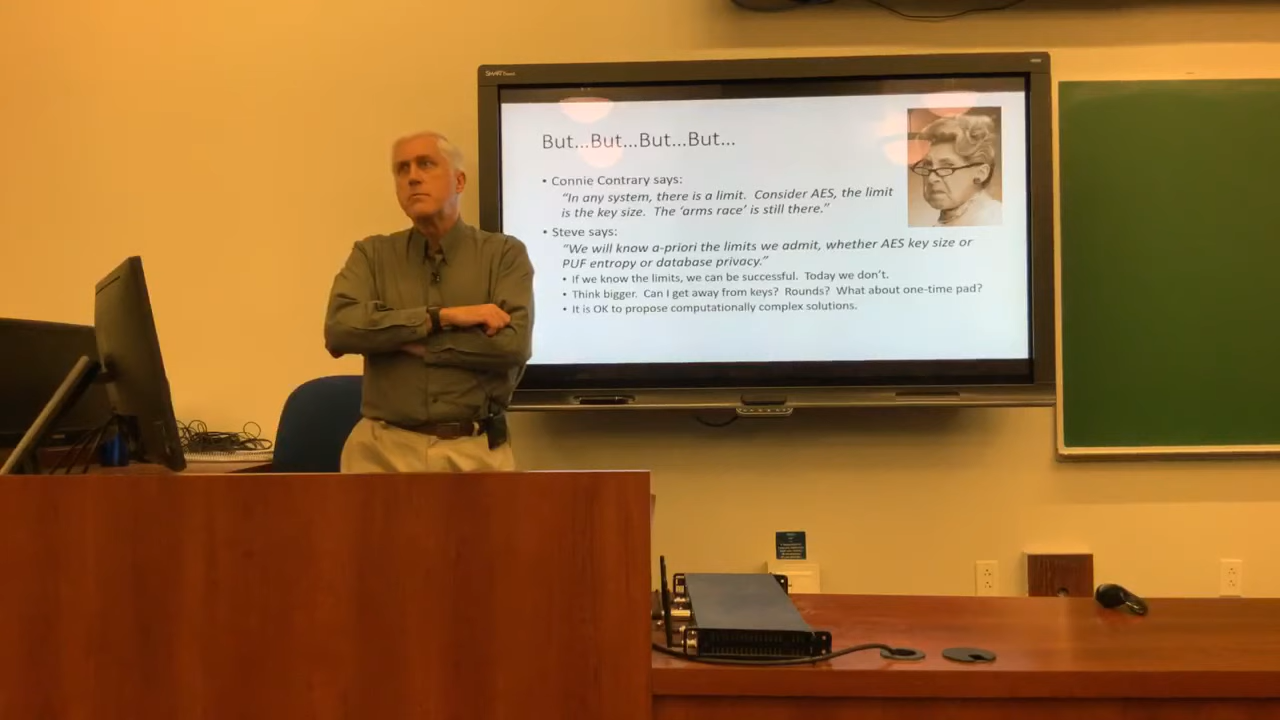 SMART Board
But...But...But...But...
• Connie Contrary says:
"In any system, there is a limit. Consider AES, the limit
is the key size. The 'arms race' is still there."
• Steve says:
"We will know a-priori the limits we admit, whether AES key size or
PUF entropy or database privacy."
• If we know the limits, we can be successful. Today we don't.
• Think bigger. Can I get away from keys? Rounds? What about one-time pad?
• It is OK to propose computationally complex solutions.